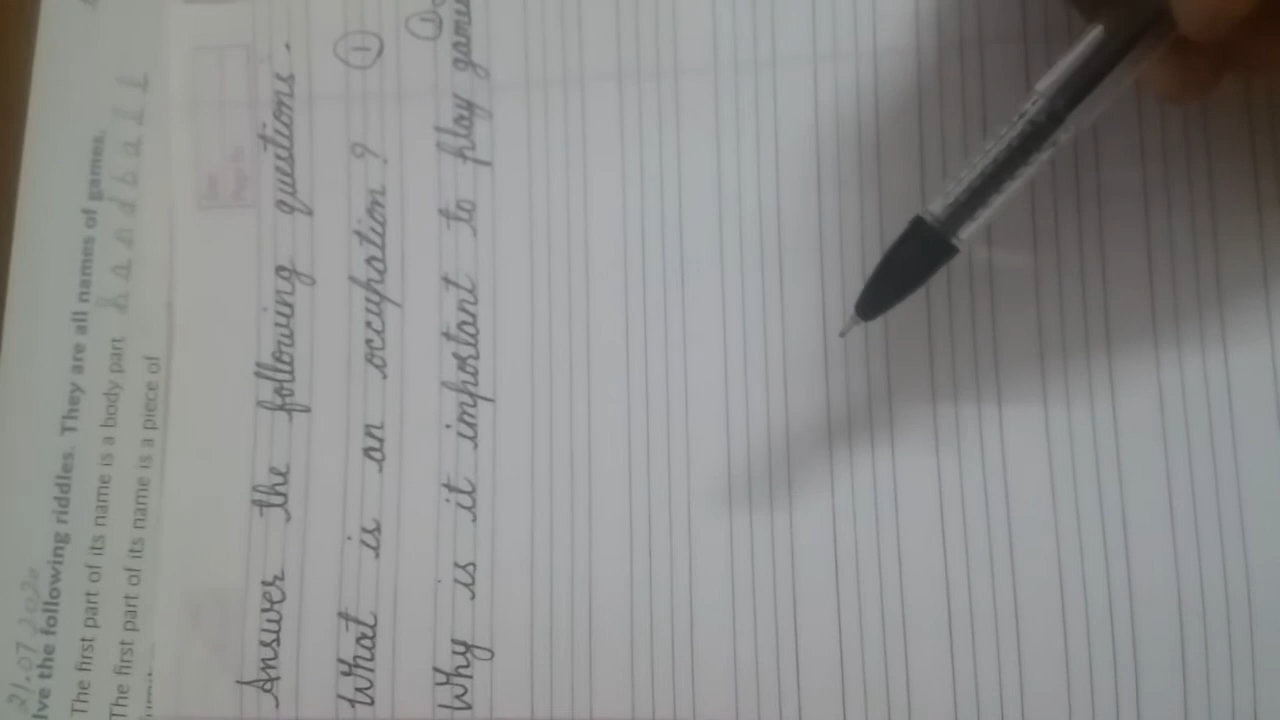 21.07.2020
lve the following riddles. They are all names of games.
The first part of its name is a body part h a n d b a l l
The first part of its name is a piece of
Answer the following questions.
What is an occupation? 1
Why is it important to play game 1